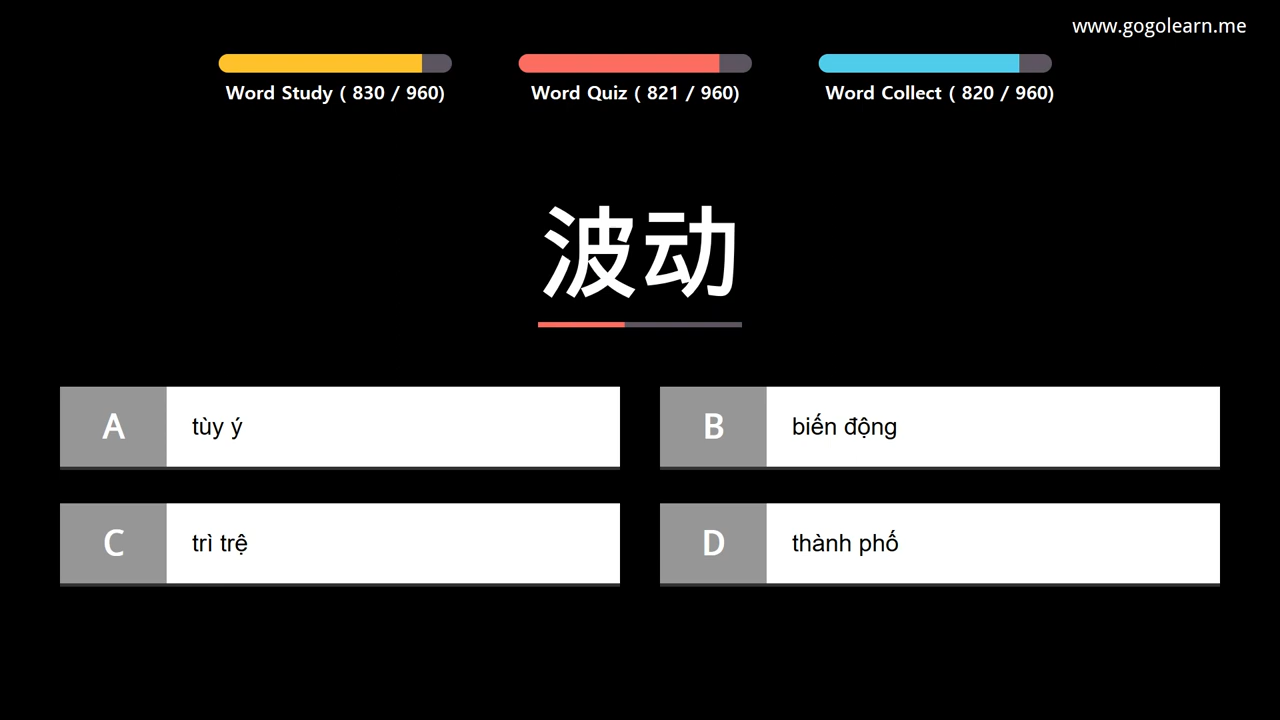 www.gogolearn.me
Word Study ( 830 / 960)
Word Quiz ( 821 / 960)
Word Collect ( 820 / 960)
波动
A tùy ý
B biến động
C trì trệ
D thành phố